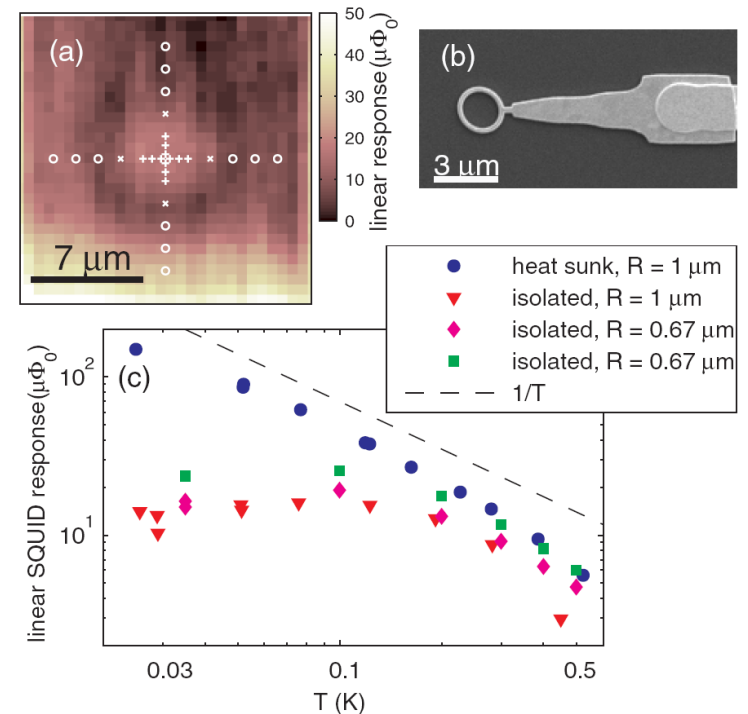 (a)
7 μm
50
40
30
20
10
0
linear response (μΦ₀)
(b)
3 μm
heat sunk, R = 1 μm
isolated, R = 1 μm
isolated, R = 0.67 μm
isolated, R = 0.67 μm
1/T
(c)
linear SQUID response (μΦ₀)
10²
10¹
0.03
0.1
0.5
T (K)